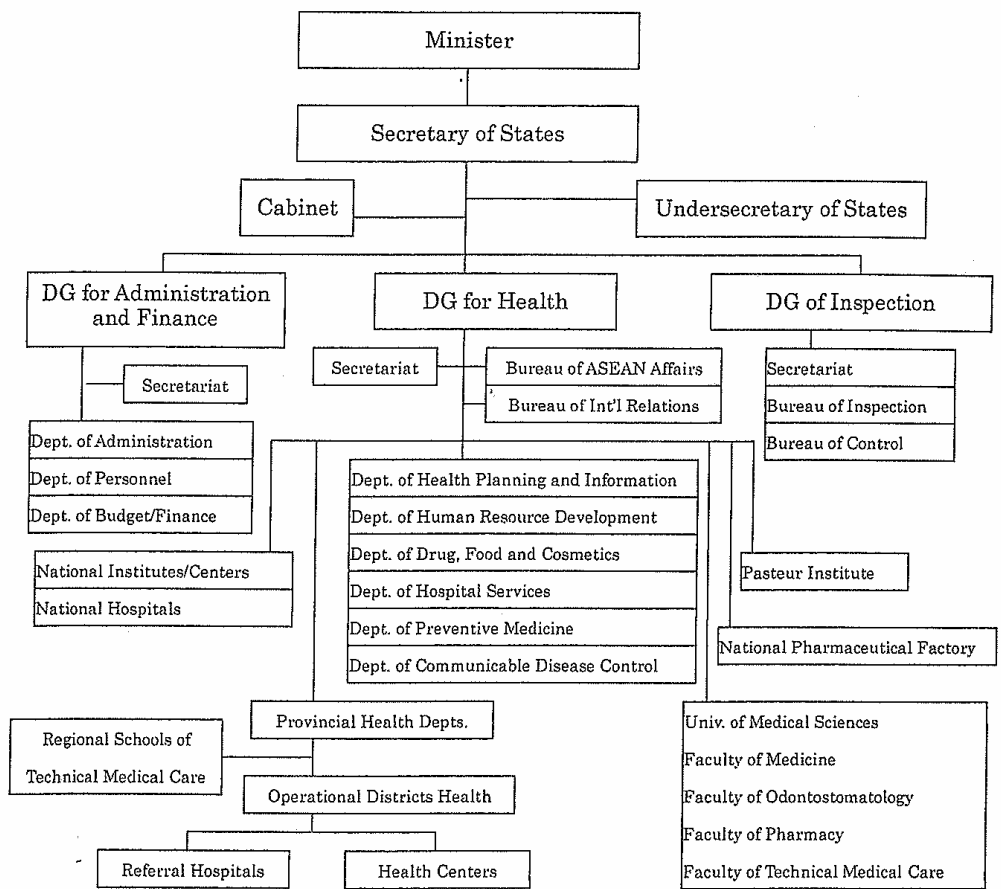 Minister
Secretary of States
Cabinet
Undersecretary of States
DG for Administration
and Finance
DG for Health
DG of Inspection
Secretariat
Secretariat
Bureau of ASEAN Affairs
Bureau of Int'l Relations
Secretariat
Bureau of Inspection
Bureau of Control
Dept. of Administration
Dept. of Personnel
Dept. of Budget/Finance
National Institutes/Centers
National Hospitals
Dept. of Health Planning and Information
Dept. of Human Resource Development
Dept. of Drug, Food and Cosmetics
Dept. of Hospital Services
Dept. of Preventive Medicine
Dept. of Communicable Disease Control
Pasteur Institute
National Pharmaceutical Factory
Provincial Health Depts.
Regional Schools of
Technical Medical Care
Operational Districts Health
Referral Hospitals
Health Centers
Univ. of Medical Sciences
Faculty of Medicine
Faculty of Odontostomatology
Faculty of Pharmacy
Faculty of Technical Medical Care